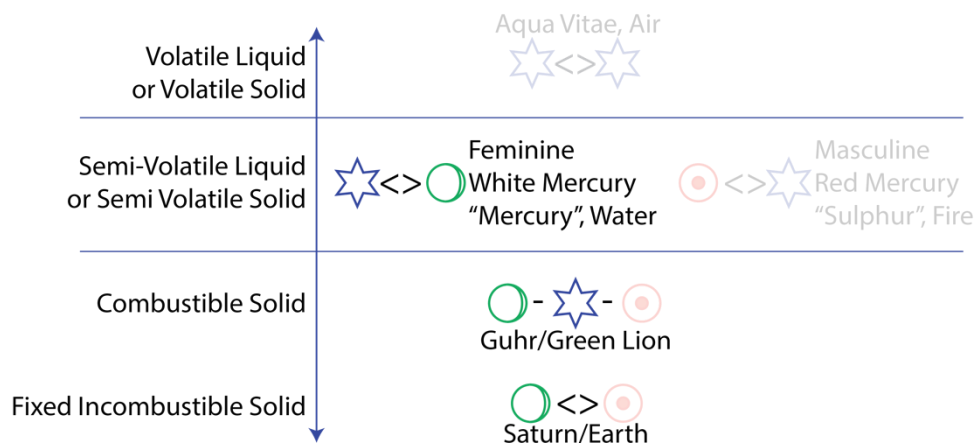 Aqua Vitae, Air
Volatile Liquid
or Volatile Solid
<>
Semi-Volatile Liquid
or Semi Volatile Solid
<>
Feminine
White Mercury
“Mercury”, Water
<>
Masculine
Red Mercury
“Sulphur”, Fire
Combustible Solid
- -
Guhr/Green Lion
Fixed Incombustible Solid
<>
Saturn/Earth